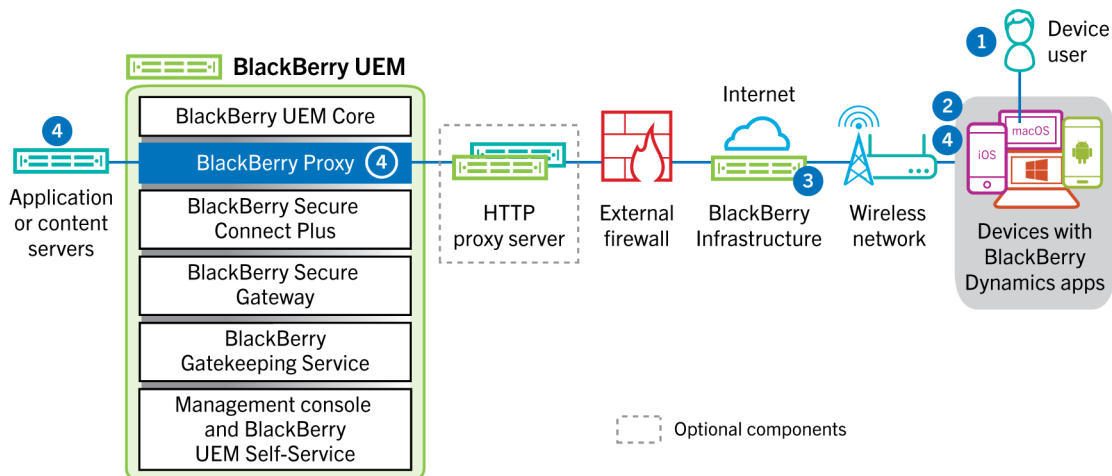 BlackBerry UEM
BlackBerry UEM Core
BlackBerry Proxy
4
BlackBerry Secure
Connect Plus
BlackBerry Secure
Gateway
BlackBerry
Gatekeeping Service
Management console
and BlackBerry
UEM Self-Service
4
Application
or content
servers
HTTP
proxy server
External
firewall
Internet
3
BlackBerry
Infrastructure
Wireless
network
1
Device
user
2
4
macOS
iOS
Devices with
BlackBerry
Dynamics apps
Optional components